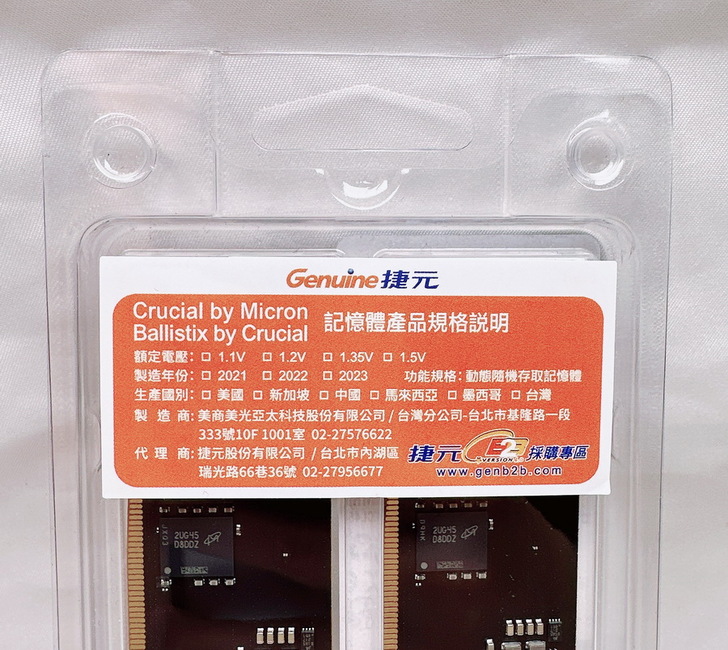 Genuine捷元
Crucial by Micron
Ballistix by Crucial
記憶體產品規格説明
額定電壓: □ 1.1V □ 1.2V □ 1.35V □ 1.5V
製造年份: □ 2021 □ 2022 □ 2023 功能規格: 動態隨機存取記憶體
生產國別: □ 美國 □ 新加坡 □ 中國 □ 馬來西亞 □ 墨西哥 □ 台灣
製造商: 美商美光亞太科技股份有限公司 / 台灣分公司-台北市基隆路一段
333號10F 1001室 02-27576622
代理商: 捷元股份有限公司 / 台北市內湖區
瑞光路66巷36號 02-27956677
捷元 B2B VERSION 採購專區
www.genb2b.com
2UG45
D8DDZ
2UG45
D8DDZ